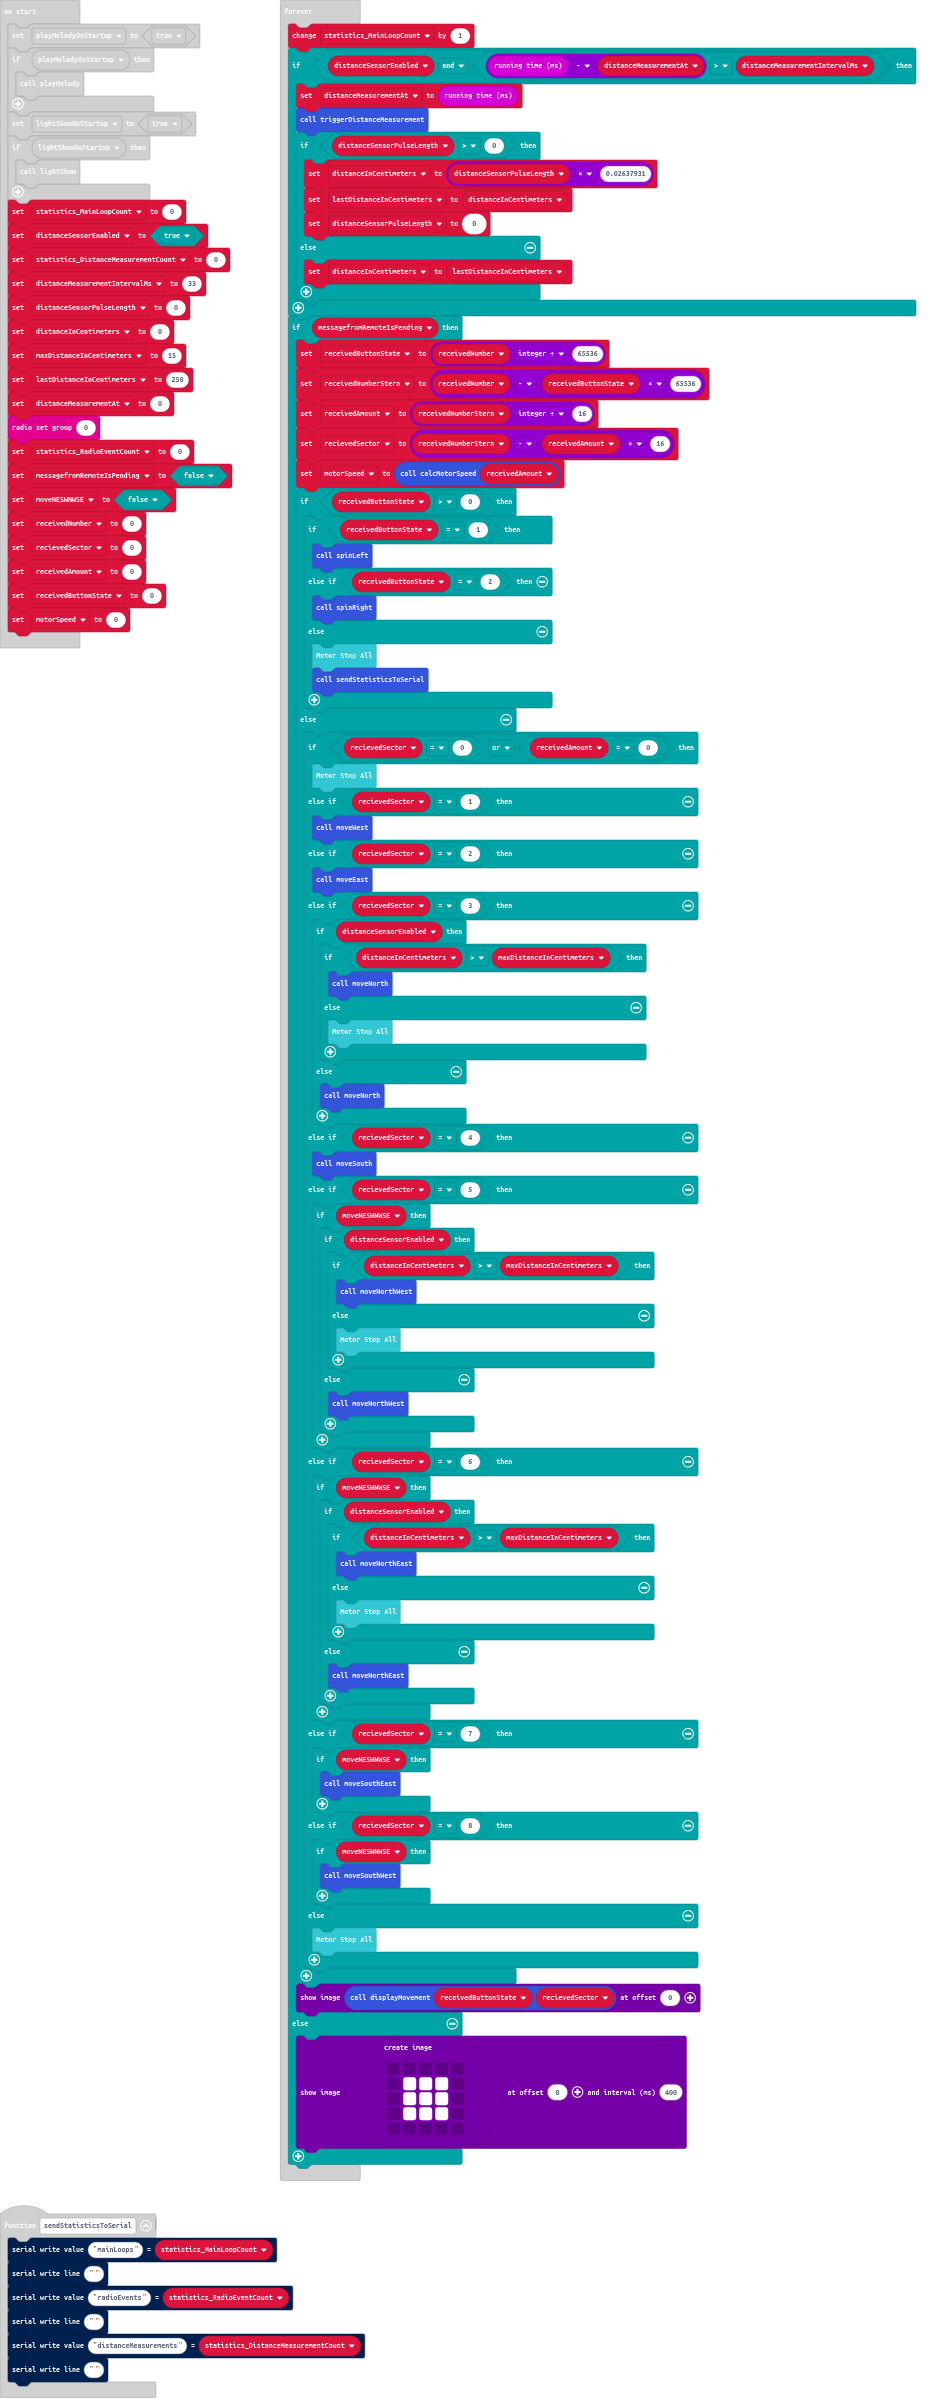 on start
set playMelodyOnStartup to true
if playMelodyOnStartup then
call playMelody
set lightShowOnStartup to true
if lightShowOnStartup then
call lightShow
set statistics_MainLoopCount to 0
set distanceSensorEnabled to true
set statistics_DistanceMeasurementCount to 0
set distanceMeasurementIntervalMs to 33
set distanceSensorPulseLength to 0
set distanceInCentimeters to 0
set maxDistanceInCentimeters to 15
set lastDistanceInCentimeters to 250
set distanceMeasurementAt to 0
radio set group 0
set statistics_RadioEventCount to 0
set messagefromRemoteIsPending to false
set moveNESWNWSE to false
set receivedNumber to 0
set recievedSector to 0
set receivedAmount to 0
set receivedButtonState to 0
set motorSpeed to 0
forever
change statistics_MainLoopCount by 1
if distanceSensorEnabled and running time (ms) - distanceMeasurementAt > distanceMeasurementIntervalMs then
set distanceMeasurementAt to running time (ms)
call triggerDistanceMeasurement
if distanceSensorPulseLength > 0 then
set distanceInCentimeters to distanceSensorPulseLength × 0.02637931
set lastDistanceInCentimeters to distanceInCentimeters
set distanceSensorPulseLength to 0
else
set distanceInCentimeters to lastDistanceInCentimeters
if messagefromRemoteIsPending then
set receivedButtonState to receivedNumber integer ÷ 65536
set receivedNumberStern to receivedNumber - receivedButtonState × 65536
set receivedAmount to receivedNumberStern integer ÷ 16
set recievedSector to receivedNumberStern - receivedAmount × 16
set motorSpeed to call calcMotorSpeed receivedAmount
if receivedButtonState > 0 then
if receivedButtonState = 1 then
call spinLeft
else if receivedButtonState = 2 then
call spinRight
else
Motor Stop All
call sendStatisticsToSerial
else
if recievedSector = 0 or receivedAmount = 0 then
Motor Stop All
else if recievedSector = 1 then
call moveWest
else if recievedSector = 2 then
call moveEast
else if recievedSector = 3 then
if distanceSensorEnabled then
if distanceInCentimeters > maxDistanceInCentimeters then
call moveNorth
else
Motor Stop All
else
call moveNorth
else if recievedSector = 4 then
call moveSouth
else if recievedSector = 5 then
if moveNESWNWSE then
if distanceSensorEnabled then
if distanceInCentimeters > maxDistanceInCentimeters then
call moveNorthWest
else
Motor Stop All
else
call moveNorthWest
else if recievedSector = 6 then
if moveNESWNWSE then
if distanceSensorEnabled then
if distanceInCentimeters > maxDistanceInCentimeters then
call moveNorthEast
else
Motor Stop All
else
call moveNorthEast
else if recievedSector = 7 then
if moveNESWNWSE then
call moveSouthEast
else if recievedSector = 8 then
if moveNESWNWSE then
call moveSouthWest
else
Motor Stop All
show image call displayMovement receivedButtonState recievedSector at offset 0
else
create image
show image at offset 0 and interval (ms) 400
function sendStatisticsToSerial
serial write value "mainLoops" = statistics_MainLoopCount
serial write line ""
serial write value "radioEvents" = statistics_RadioEventCount
serial write line ""
serial write value "distanceMeasurements" = statistics_DistanceMeasurementCount
serial write line ""